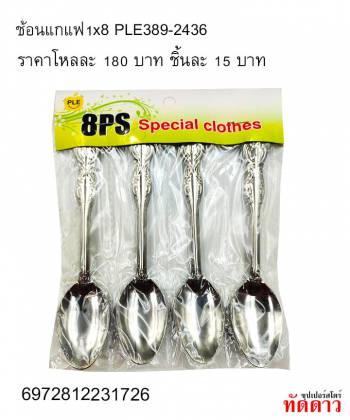 ช้อนแกแฟ1x8 PLE389-2436
ราคาโหลละ 180 บาท ชิ้นละ 15 บาท
PLE
8PS Special clothes
6972812231726
ซุปเปอร์สโตร์
ทัดดาว